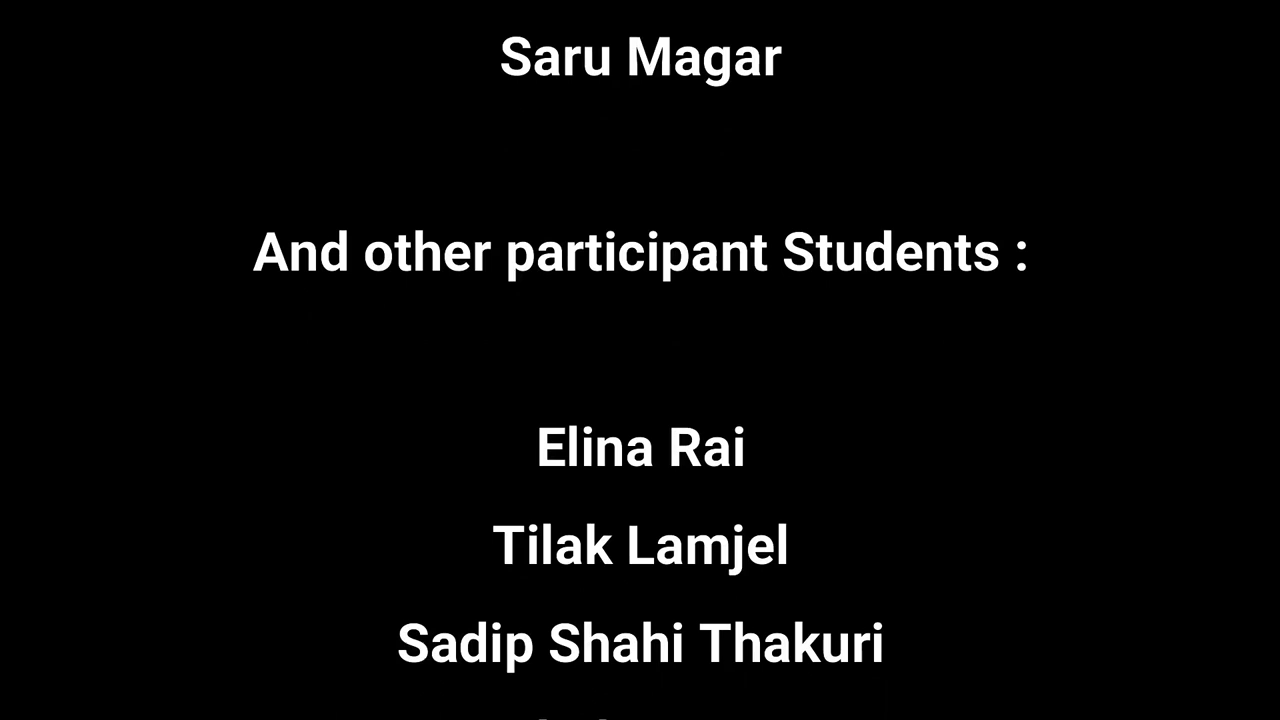 Saru Magar
And other participant Students :
Elina Rai
Tilak Lamjel
Sadip Shahi Thakuri